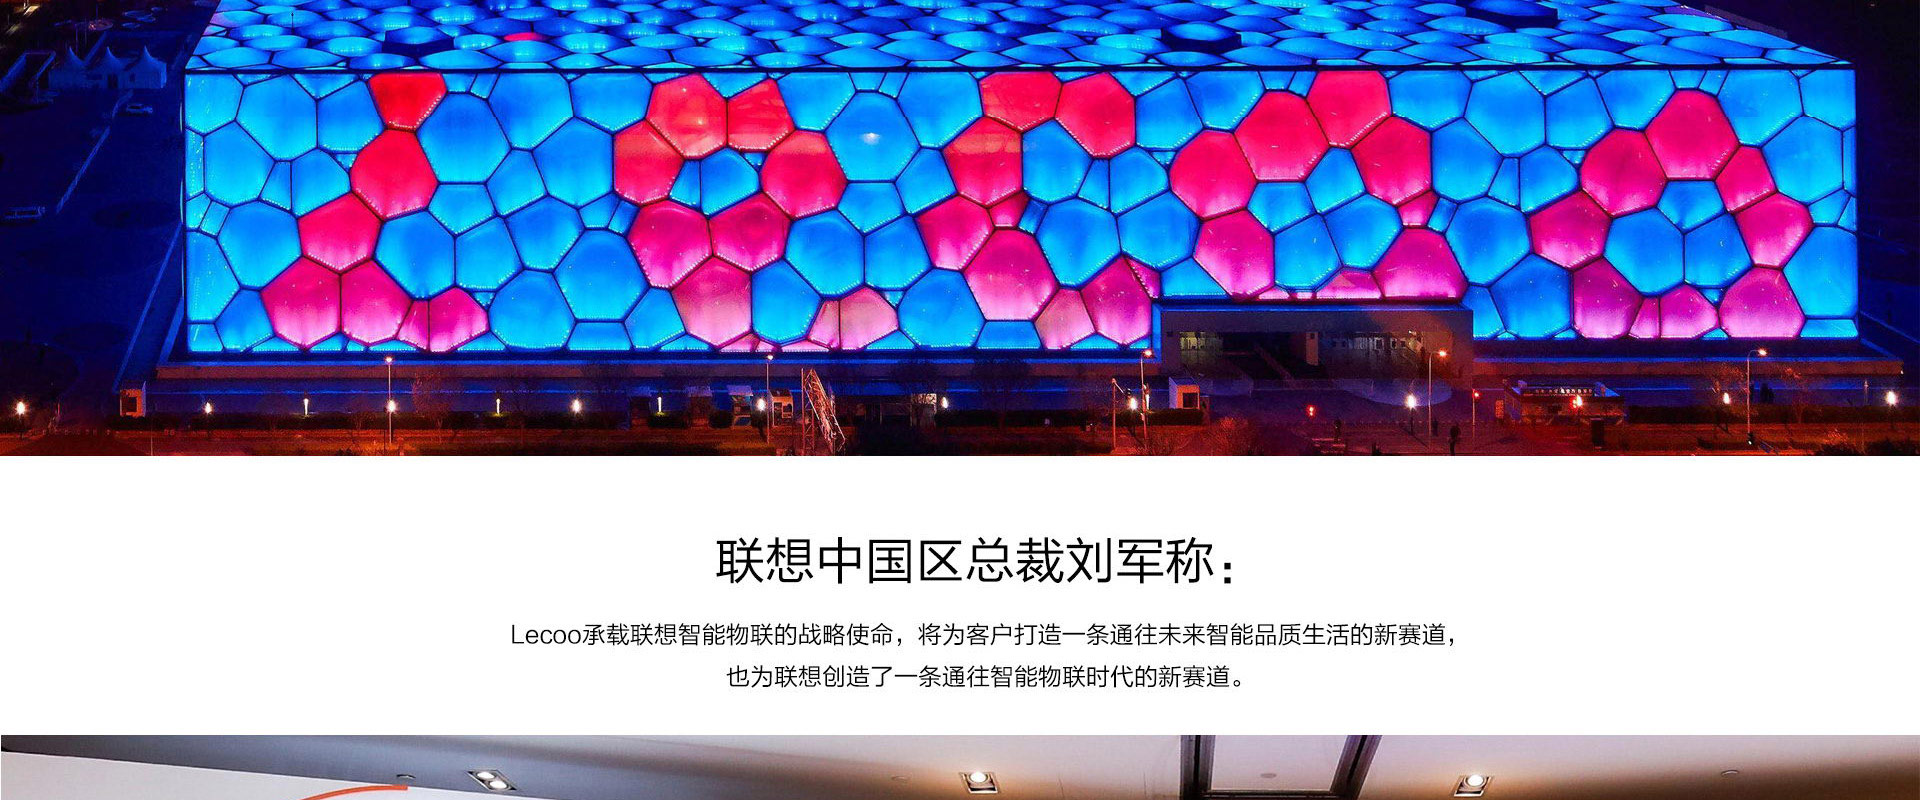 Lecoo
联想中国区总裁刘军称：
Lecoo承载联想智能物联的战略使命，将为客户打造一条通往未来智能品质生活的新赛道，
也为联想创造了一条通往智能物联时代的新赛道。